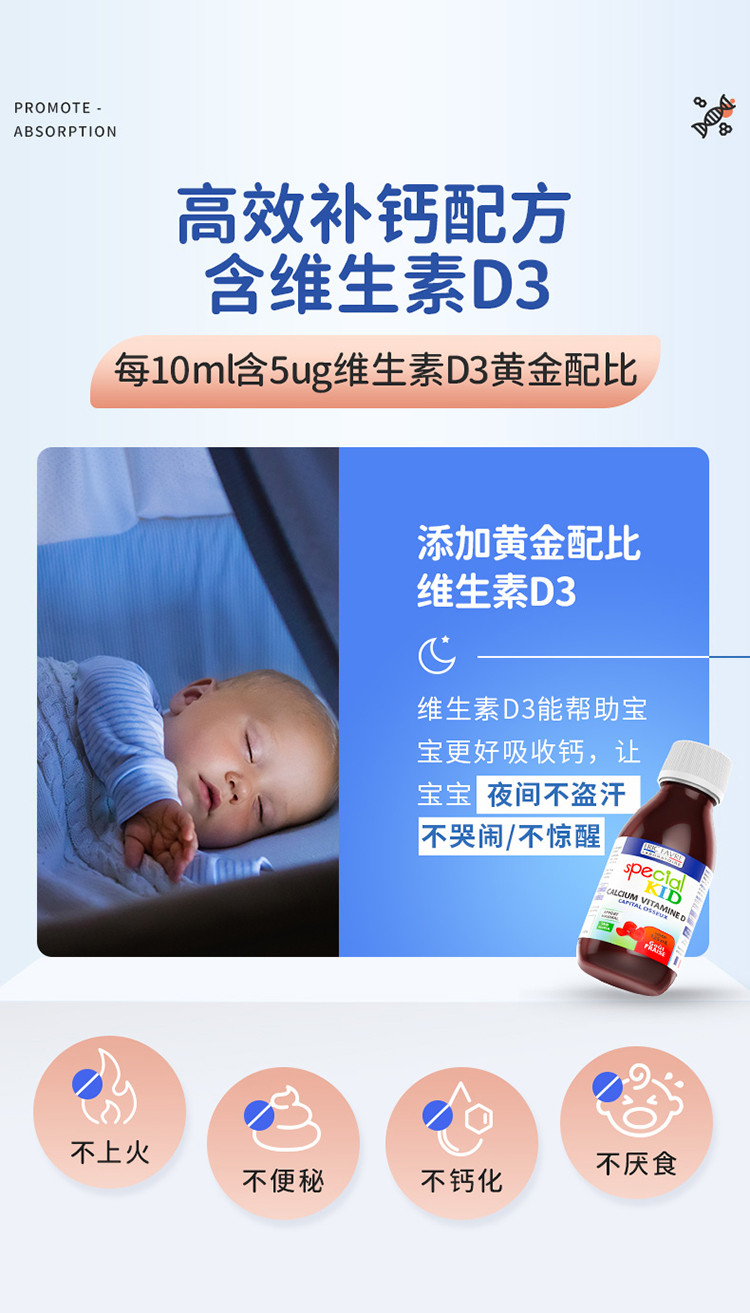 PROMOTE -
ABSORPTION
高效补钙配方
含维生素D3
每10ml含5ug维生素D3黄金配比
添加黄金配比
维生素D3
维生素D3能帮助宝
宝更好吸收钙，让
宝宝 夜间不盗汗
不哭闹/不惊醒
special
KID
CALCIUM VITAMINE D
CAPITAL OSSEUX
Goût
FRAISE
不上火
不便秘
不钙化
不厌食